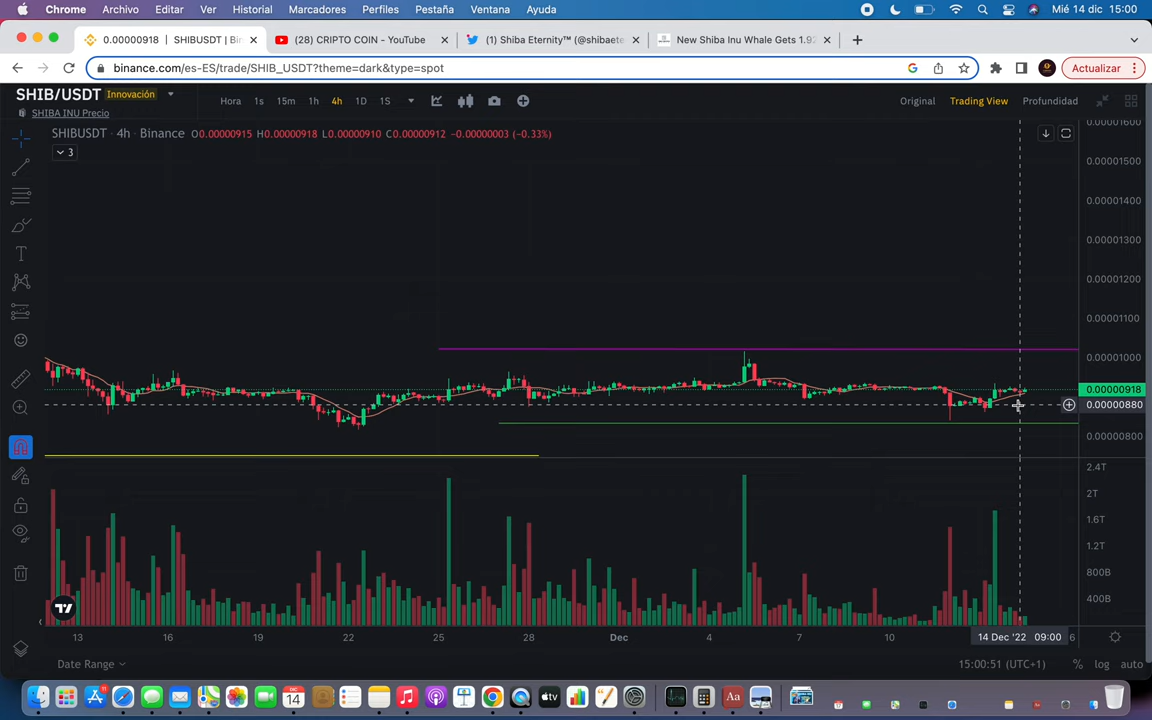 Chrome Archivo Editar Ver Historial Marcadores Perfiles Pestaña Ventana Ayuda Mié 14 dic 15:00
0.00000918 | SHIBUSDT | Bin
(28) CRIPTO COIN - YouTube
(1) Shiba Eternity™ (@shibaete
New Shiba Inu Whale Gets 1.92
binance.com/es-ES/trade/SHIB_USDT?theme=dark&type=spot
Actualizar
SHIB/USDT Innovación
SHIBA INU Precio
Hora 1s 15m 1h 4h 1D 1S
Original Trading View Profundidad
SHIBUSDT · 4h · Binance O0.00000915 H0.00000918 L0.00000910 C0.00000912 -0.00000003 (-0.33%)
3
0.00001600
0.00001500
0.00001400
0.00001300
0.00001200
0.00001100
0.00001000
0.00000918
0.00000880
0.00000800
2.4T
2T
1.6T
1.2T
800B
400B
13 16 19 22 25 28 Dec 4 7 10 14 Dec '22 09:00 6
Date Range
15:00:51 (UTC+1) % log auto